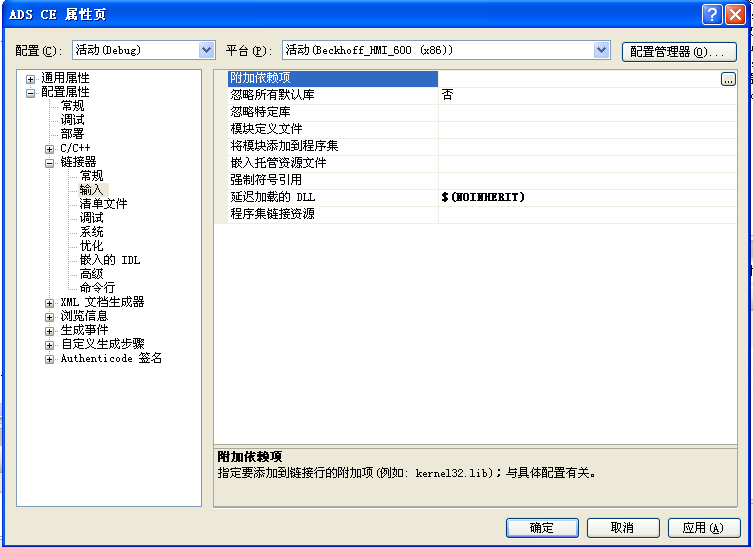 ADS CE 属性页
配置(C): 活动(Debug) 平台(P): 活动(Beckhoff_HMI_600 (x86)) 配置管理器(O)...
通用属性
配置属性
常规
调试
部署
C/C++
链接器
常规
输入
清单文件
调试
系统
优化
嵌入的 IDL
高级
命令行
XML 文档生成器
浏览信息
生成事件
自定义生成步骤
Authenticode 签名
附加依赖项 ...
忽略所有默认库 否
忽略特定库
模块定义文件
将模块添加到程序集
嵌入托管资源文件
强制符号引用
延迟加载的 DLL $(NOINHERIT)
程序集链接资源
附加依赖项
指定要添加到链接行的附加项(例如: kernel32.lib)；与具体配置有关。
确定 取消 应用(A)